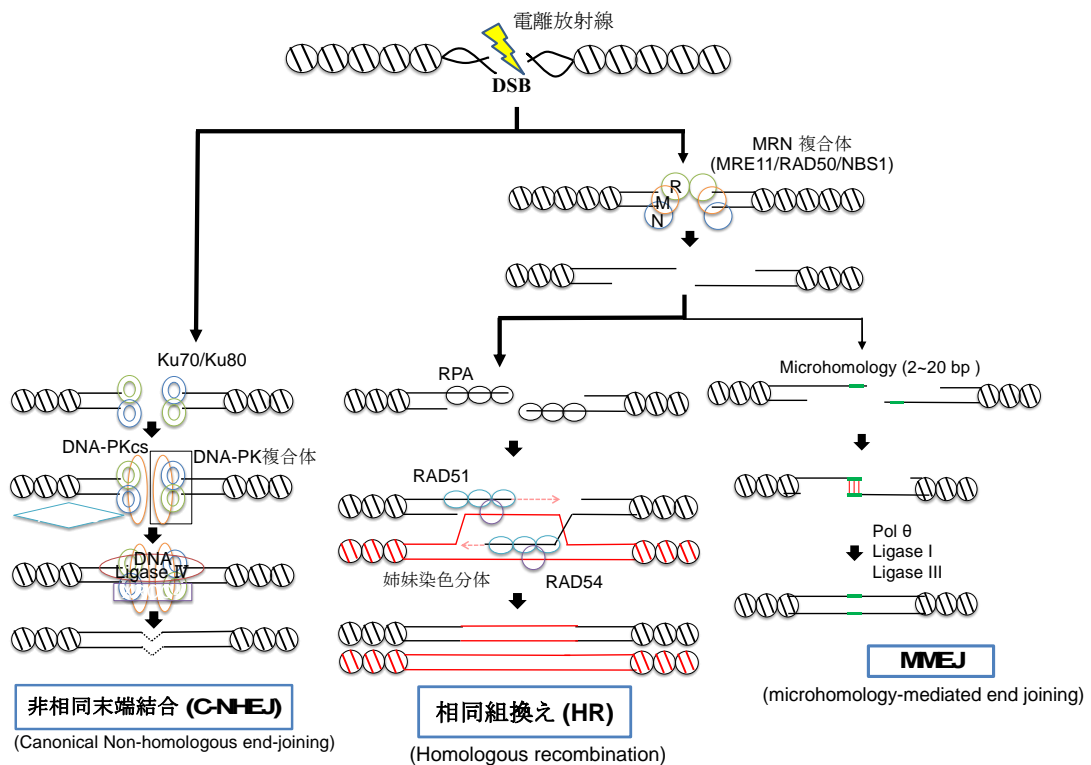 電離放射線
DSB
MRN 複合体
(MRE11/RAD50/NBS1)
R
M
N
Ku70/Ku80
DNA-PKcs
DNA-PK複合体
DNA
Ligase Ⅳ
非相同末端結合 (C-NHEJ)
(Canonical Non-homologous end-joining)
RPA
RAD51
姉妹染色分体
RAD54
相同組換え (HR)
(Homologous recombination)
Microhomology (2~20 bp )
Pol θ
Ligase I
Ligase III
MMEJ
(microhomology-mediated end joining)